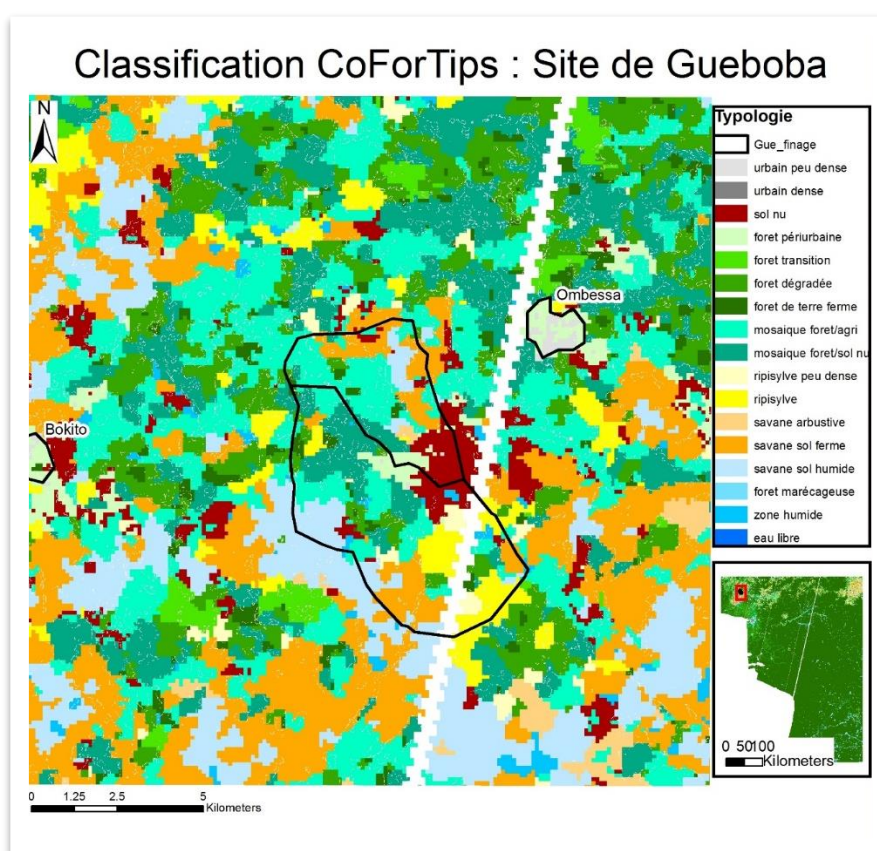 Classification CoForTips : Site de Gueboba
N
Ombessa
Bokito
0 1.25 2.5 5
Kilometers
Typologie
Gue_finage
urbain peu dense
urbain dense
sol nu
foret périurbaine
foret transition
foret dégradée
foret de terre ferme
mosaique foret/agri
mosaique foret/sol nu
ripisylve peu dense
ripisylve
savane arbustive
savane sol ferme
savane sol humide
foret marécageuse
zone humide
eau libre
0 50100
Kilometers